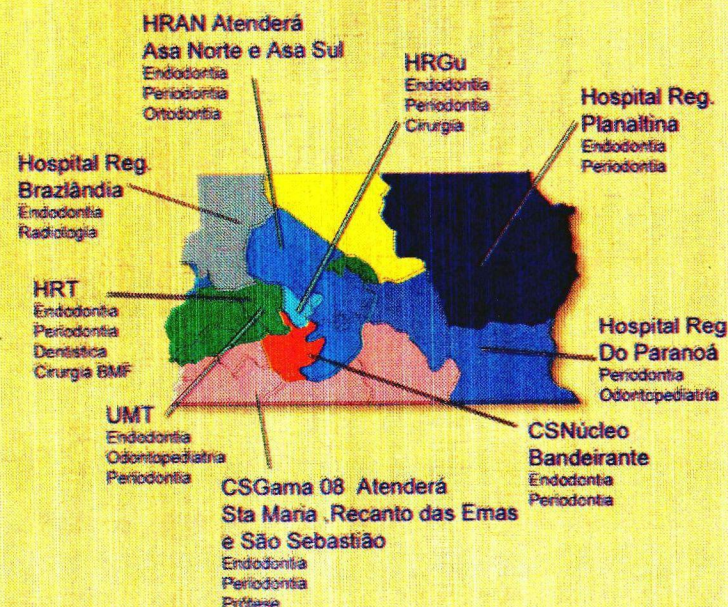 HRAN Atenderá
Asa Norte e Asa Sul
Endodontia
Periodontia
Ortodontia
HRGu
Endodontia
Periodontia
Cirurgia
Hospital Reg.
Planaltina
Endodontia
Periodontia
Hospital Reg.
Brazlândia
Endodontia
Radiologia
HRT
Endodontia
Periodontia
Dentistica
Cirurgia BMF
Hospital Reg
Do Paranoá
Periodontia
Odontopediatria
UMT
Endodontia
Odontopediatria
Periodontia
CSNúcleo
Bandeirante
Endodontia
Periodontia
CSGama 08 Atenderá
Sta Maria ,Recanto das Emas
e São Sebastião
Endodontia
Periodontia
Prótese